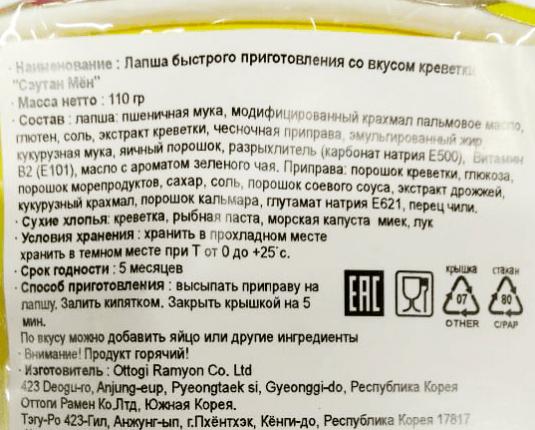 · Наименование : Лапша быстрого приготовления со вкусом креветки
"Сэутан Мён"
· Масса нетто : 110 гр
· Состав : лапша: пшеничная мука, модифицированный крахмал пальмовое масло,
глютен, соль, экстракт креветки, чесночная приправа, эмульгированный жир
кукурузная мука, яичный порошок, разрыхлитель (карбонат натрия Е500), Витамин
В2 (Е101), масло с ароматом зеленого чая. Приправа: порошок креветки, глюкоза,
порошок морепродуктов, сахар, соль, порошок соевого соуса, экстракт дрожжей,
кукурузный крахмал, порошок кальмара, глутамат натрия Е621, перец чили.
· Сухие хлопья: креветка, рыбная паста, морская капуста миек, лук
· Условия хранения : хранить в прохладном месте
хранить в темном месте при Т от 0 до +25˚с.
· Срок годности : 5 месяцев
· Способ приготовления : высыпать приправу на
лапшу, Залить кипятком. Закрыть крышкой на 5
мин.
По вкусу можно добавить яйцо или другие ингредиенты
· Внимание! Продукт горячий!
· Изготовитель : Ottogi Ramyon Co. Ltd
423 Deogu-ro, Anjung-eup, Pyeongtaek si, Gyeonggi-do, Республика Корея
Оттоги Рамен Ко.Лтд, Южная Корея.
Тэгу-Ро 423-Гил, Анжунг-ып, г.Пхёнтхэк, Кёнги-до, Республика Корея 17817
ЕАС
крышка
07
OTHER
стакан
80
C/PAP